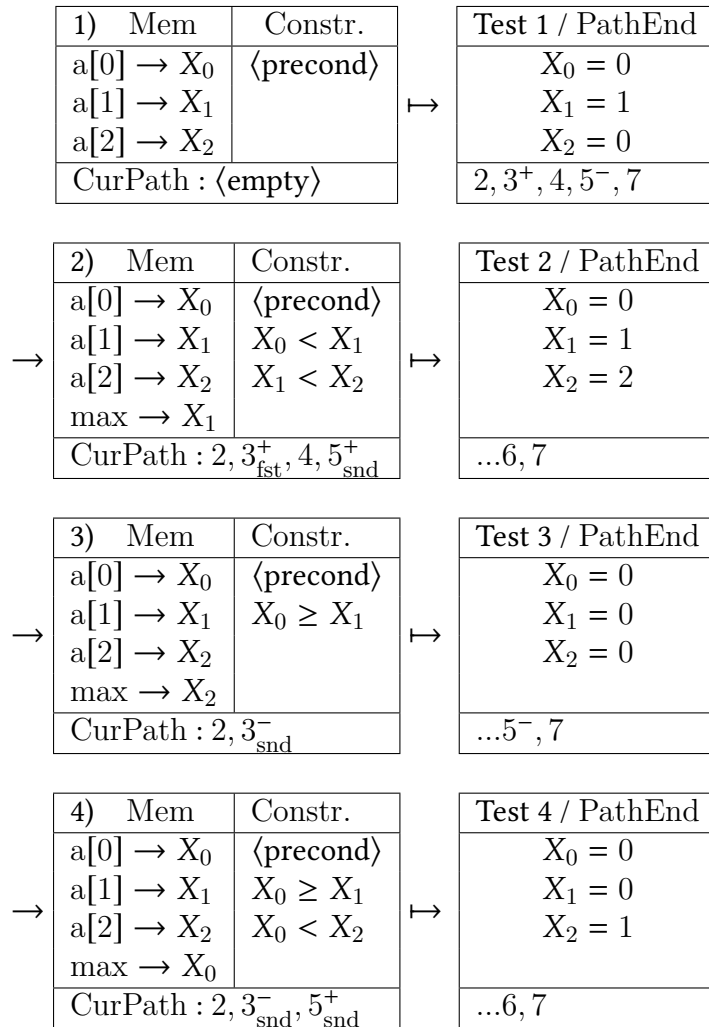 1) Mem Constr. Test 1 / PathEnd
a[0] → X₀ ⟨precond⟩ X₀ = 0
a[1] → X₁ ↦ X₁ = 1
a[2] → X₂ X₂ = 0
CurPath : ⟨empty⟩ 2, 3⁺, 4, 5⁻, 7
2) Mem Constr. Test 2 / PathEnd
a[0] → X₀ ⟨precond⟩ X₀ = 0
→ a[1] → X₁ X₀ < X₁ ↦ X₁ = 1
a[2] → X₂ X₁ < X₂ X₂ = 2
max → X₁
CurPath : 2, 3⁺_fst, 4, 5⁺_snd ...6, 7
3) Mem Constr. Test 3 / PathEnd
a[0] → X₀ ⟨precond⟩ X₀ = 0
→ a[1] → X₁ X₀ ≥ X₁ ↦ X₁ = 0
a[2] → X₂ X₂ = 0
max → X₂
CurPath : 2, 3⁻_snd ...5⁻, 7
4) Mem Constr. Test 4 / PathEnd
a[0] → X₀ ⟨precond⟩ X₀ = 0
→ a[1] → X₁ X₀ ≥ X₁ ↦ X₁ = 0
a[2] → X₂ X₀ < X₂ X₂ = 1
max → X₀
CurPath : 2, 3⁻_snd, 5⁺_snd ...6, 7